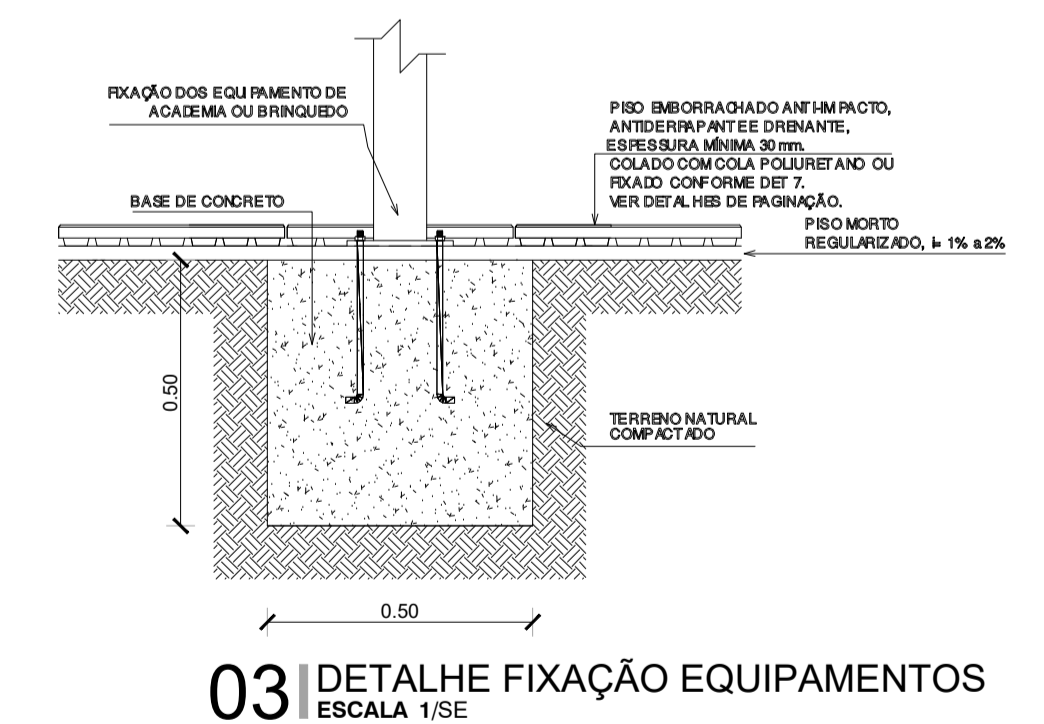 FIXAÇÃO DOS EQUIPAMENTO DE
ACADEMIA OU BRINQUEDO
PISO EMBORRACHADO ANTI-IMPACTO,
ANTIDERRAPANTE E DRENANTE,
ESPESSURA MÍNIMA 30 mm.
COLADO COM COLA POLIURETANO OU
FIXADO CONFORME DET 7.
VER DETALHES DE PAGINAÇÃO.
BASE DE CONCRETO
PISO MORTO
REGULARIZADO, i= 1% a 2%
0.50
TERRENO NATURAL
COMPACTADO
0.50
03 DETALHE FIXAÇÃO EQUIPAMENTOS
ESCALA 1/SE